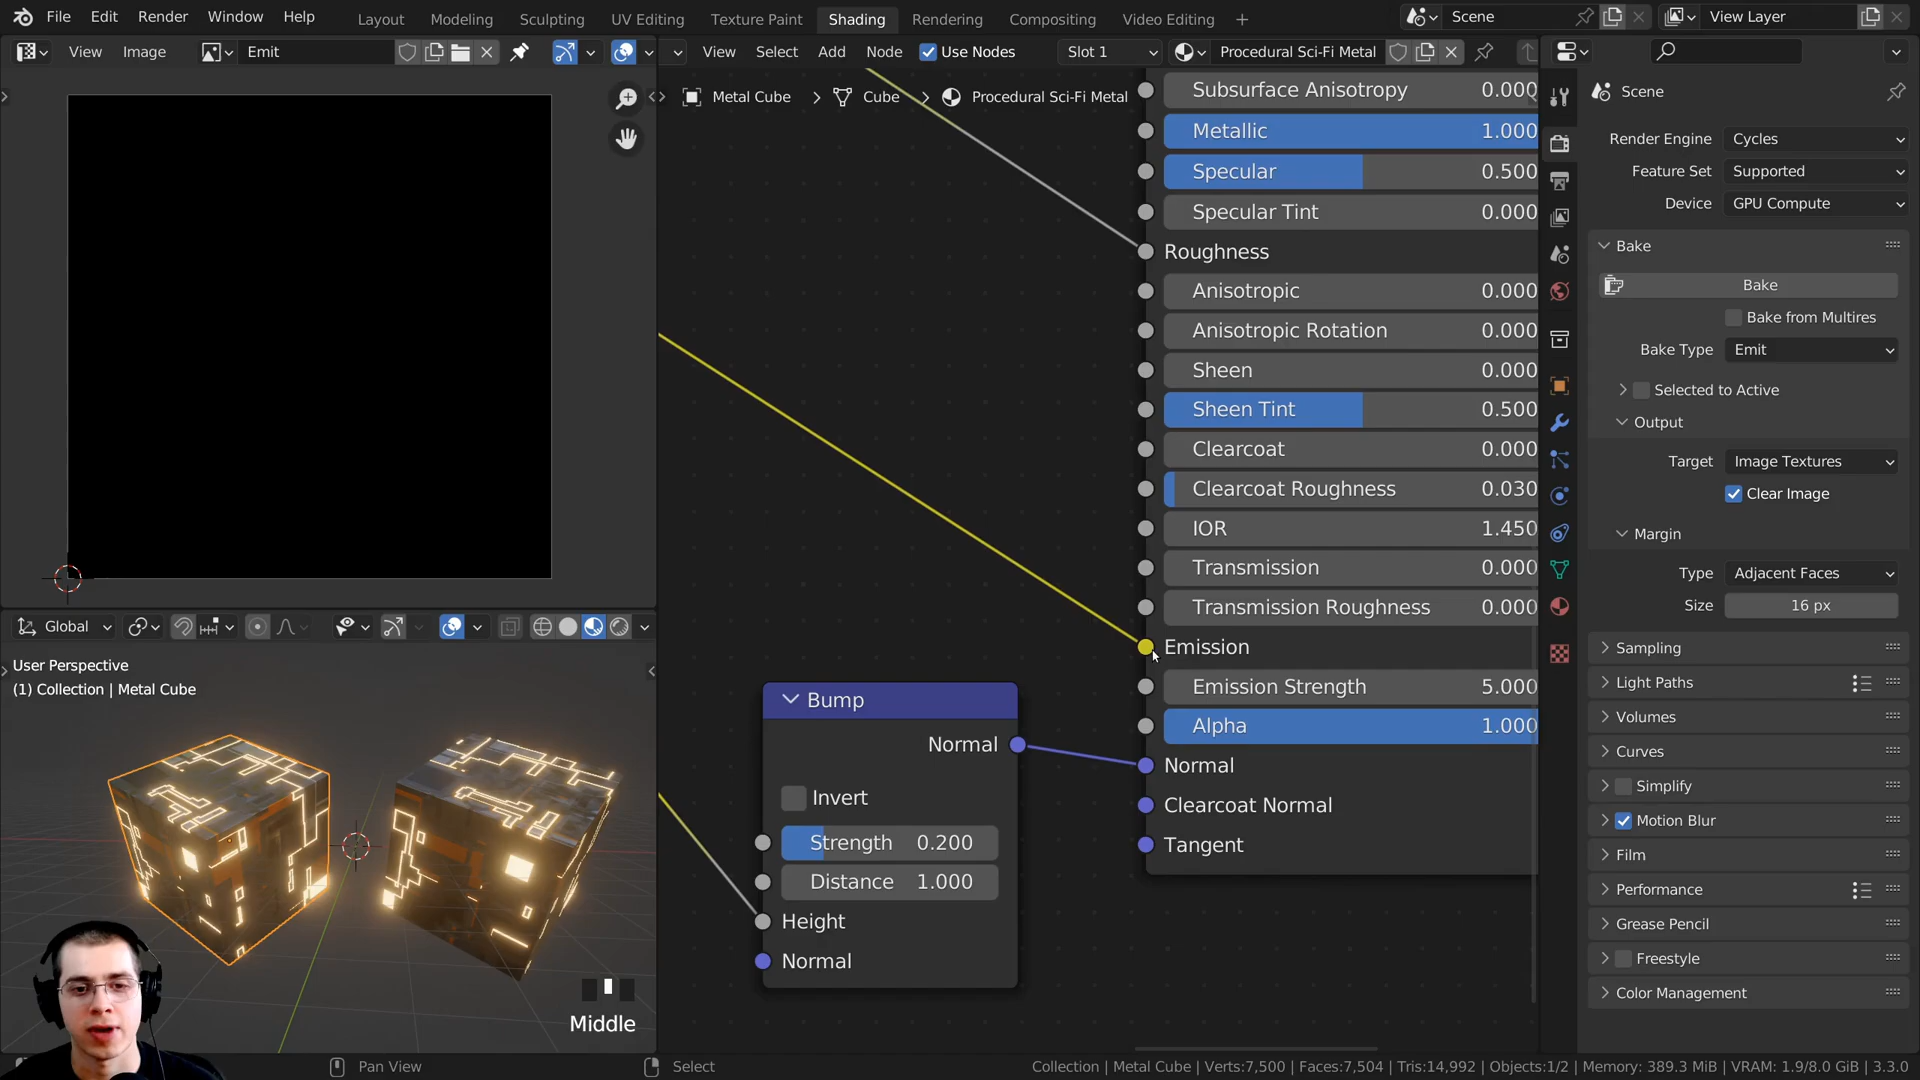 File Edit Render Window Help Layout Modeling Sculpting UV Editing Texture Paint Shading Rendering Compositing Video Editing + Scene View Layer
View Image Emit View Select Add Node Use Nodes Slot 1 Procedural Sci-Fi Metal
Metal Cube > Cube > Procedural Sci-Fi Metal
Subsurface Anisotropy 0.000
Metallic 1.000
Specular 0.500
Specular Tint 0.000
Roughness
Anisotropic 0.000
Anisotropic Rotation 0.000
Sheen 0.000
Sheen Tint 0.500
Clearcoat 0.000
Clearcoat Roughness 0.030
IOR 1.450
Transmission 0.000
Transmission Roughness 0.000
Emission
Emission Strength 5.000
Alpha 1.000
Normal
Clearcoat Normal
Tangent
Bump
Normal
Invert
Strength 0.200
Distance 1.000
Height
Normal
Global
User Perspective
(1) Collection | Metal Cube
Middle
Scene
Render Engine Cycles
Feature Set Supported
Device GPU Compute
Bake
Bake
Bake from Multires
Bake Type Emit
Selected to Active
Output
Target Image Textures
Clear Image
Margin
Type Adjacent Faces
Size 16 px
Sampling
Light Paths
Volumes
Curves
Simplify
Motion Blur
Film
Performance
Grease Pencil
Freestyle
Color Management
Pan View Select Collection | Metal Cube | Verts:7,500 | Faces:7,504 | Tris:14,992 | Objects:1/2 | Memory: 389.3 MiB | VRAM: 1.9/8.0 GiB | 3.3.0